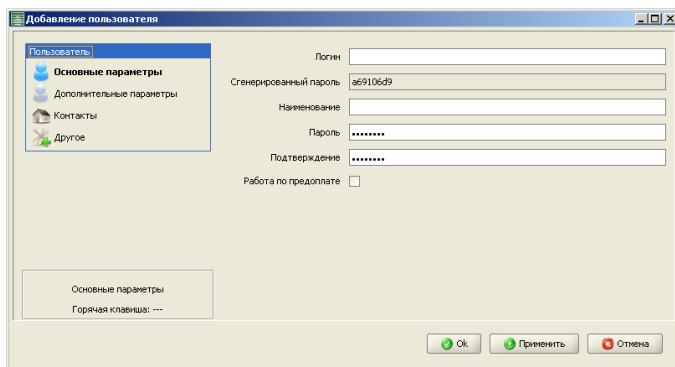 Добавление пользователя
Пользователь
Основные параметры
Дополнительные параметры
Контакты
Другое
Логин
Сгенерированный пароль a69106d9
Наименование
Пароль ••••••••
Подтверждение ••••••••
Работа по предоплате
Основные параметры
Горячая клавиша: ---
Ok Применить Отмена